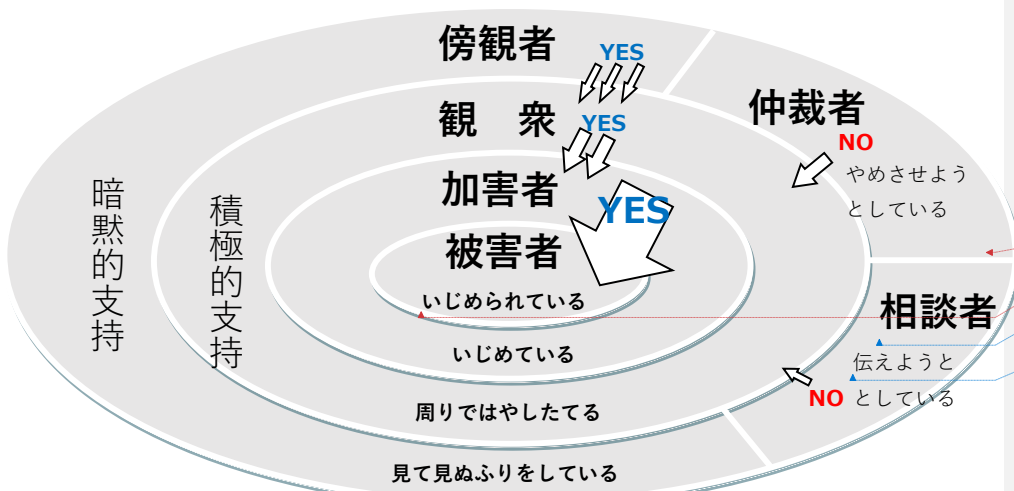 傍観者
YES
観　衆
YES
仲裁者
NO
やめさせよう
としている
加害者
YES
被害者
いじめられている
いじめている
周りではやしたてる
見て見ぬふりをしている
暗黙的支持
積極的支持
相談者
伝えようと
NO としている